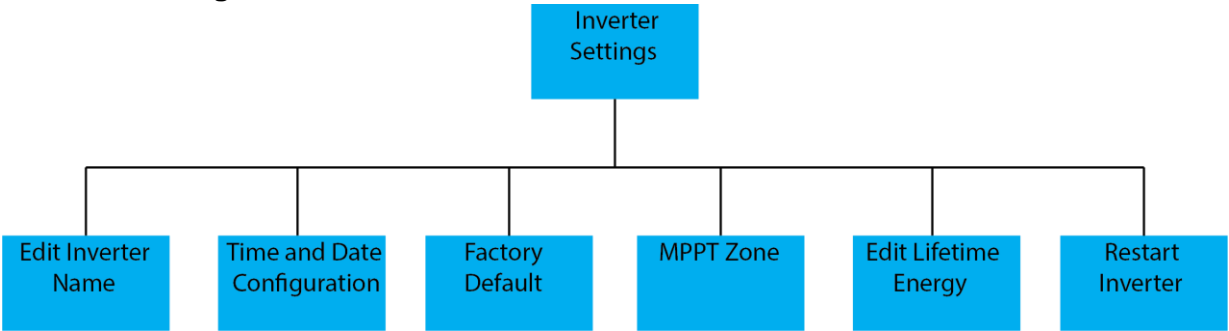 Inverter
Settings
Edit Inverter
Name
Time and Date
Configuration
Factory
Default
MPPT Zone
Edit Lifetime
Energy
Restart
Inverter